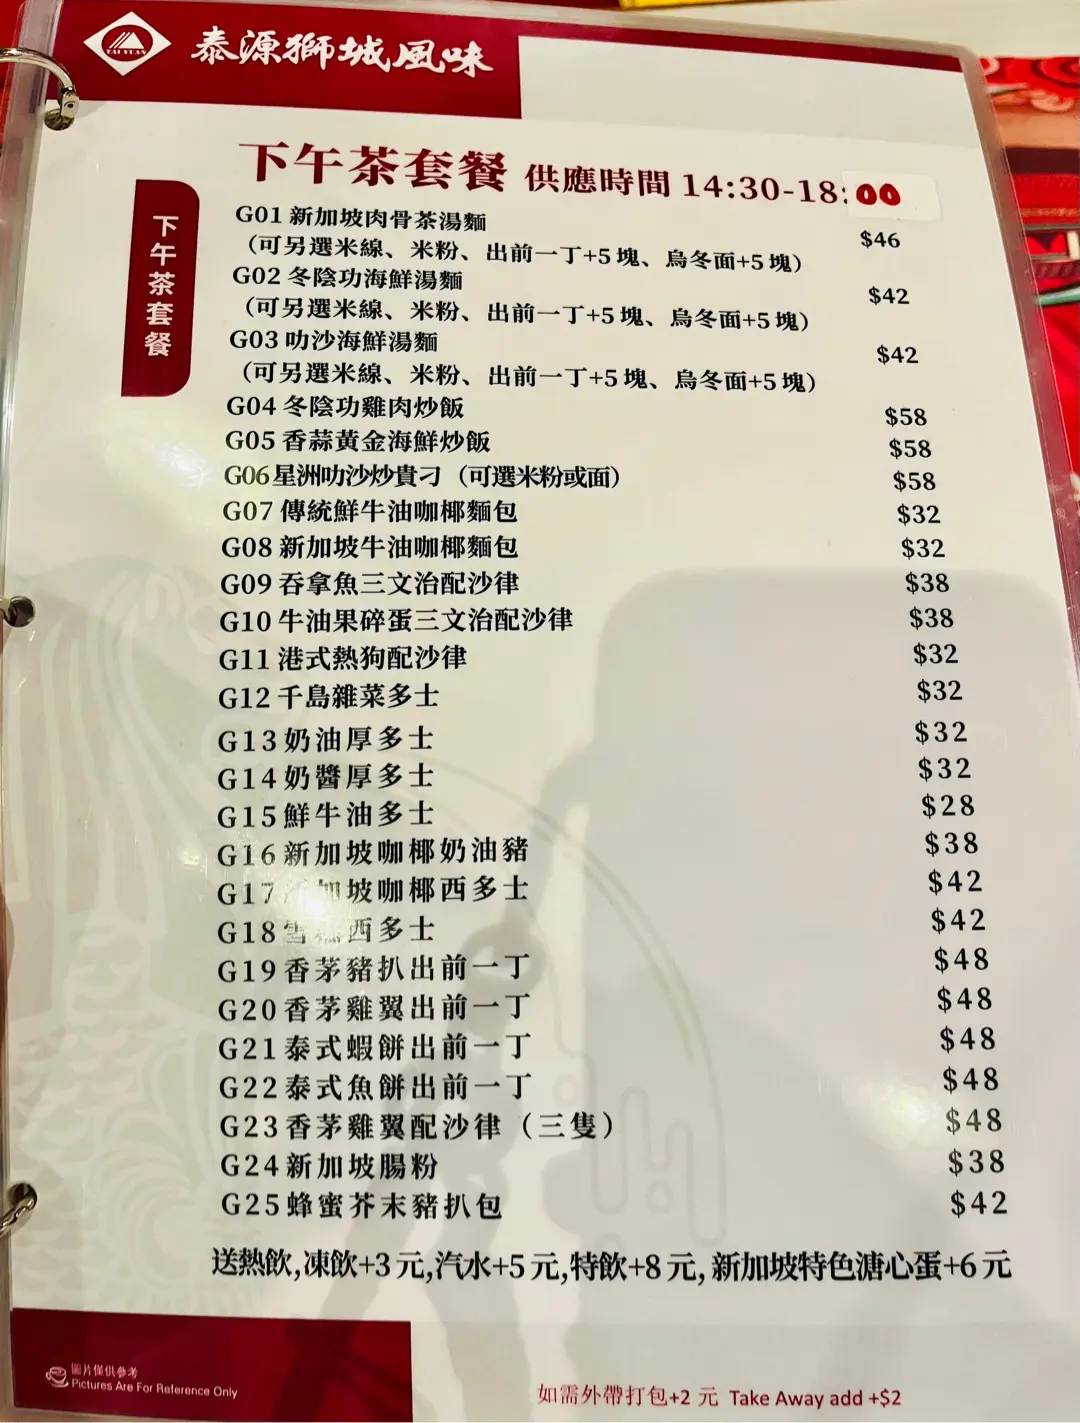 TAI YUAN
泰源獅城風味
下午茶套餐 供應時間 14:30-18:00
下午茶套餐
G01 新加坡肉骨茶湯麵 $46
（可另選米線、米粉、出前一丁+5 塊、烏冬面+5 塊）
G02 冬陰功海鮮湯麵 $42
（可另選米線、米粉、出前一丁+5 塊、烏冬面+5 塊）
G03 叻沙海鮮湯麵 $42
（可另選米線、米粉、出前一丁+5 塊、烏冬面+5 塊）
G04 冬陰功雞肉炒飯 $58
G05 香蒜黃金海鮮炒飯 $58
G06 星洲叻沙炒貴刁（可選米粉或面） $58
G07 傳統鮮牛油咖椰麵包 $32
G08 新加坡牛油咖椰麵包 $32
G09 吞拿魚三文治配沙律 $38
G10 牛油果碎蛋三文治配沙律 $38
G11 港式熱狗配沙律 $32
G12 千島雜菜多士 $32
G13 奶油厚多士 $32
G14 奶醬厚多士 $32
G15 鮮牛油多士 $28
G16 新加坡咖椰奶油豬 $38
G17 新加坡咖椰西多士 $42
G18 雪糕西多士 $42
G19 香茅豬扒出前一丁 $48
G20 香茅雞翼出前一丁 $48
G21 泰式蝦餅出前一丁 $48
G22 泰式魚餅出前一丁 $48
G23 香茅雞翼配沙律（三隻） $48
G24 新加坡腸粉 $38
G25 蜂蜜芥末豬扒包 $42
送熱飲,凍飲+3 元,汽水+5 元,特飲+8 元, 新加坡特色溏心蛋+6 元
圖片僅供參考
Pictures Are For Reference Only
如需外帶打包+2 元 Take Away add +$2